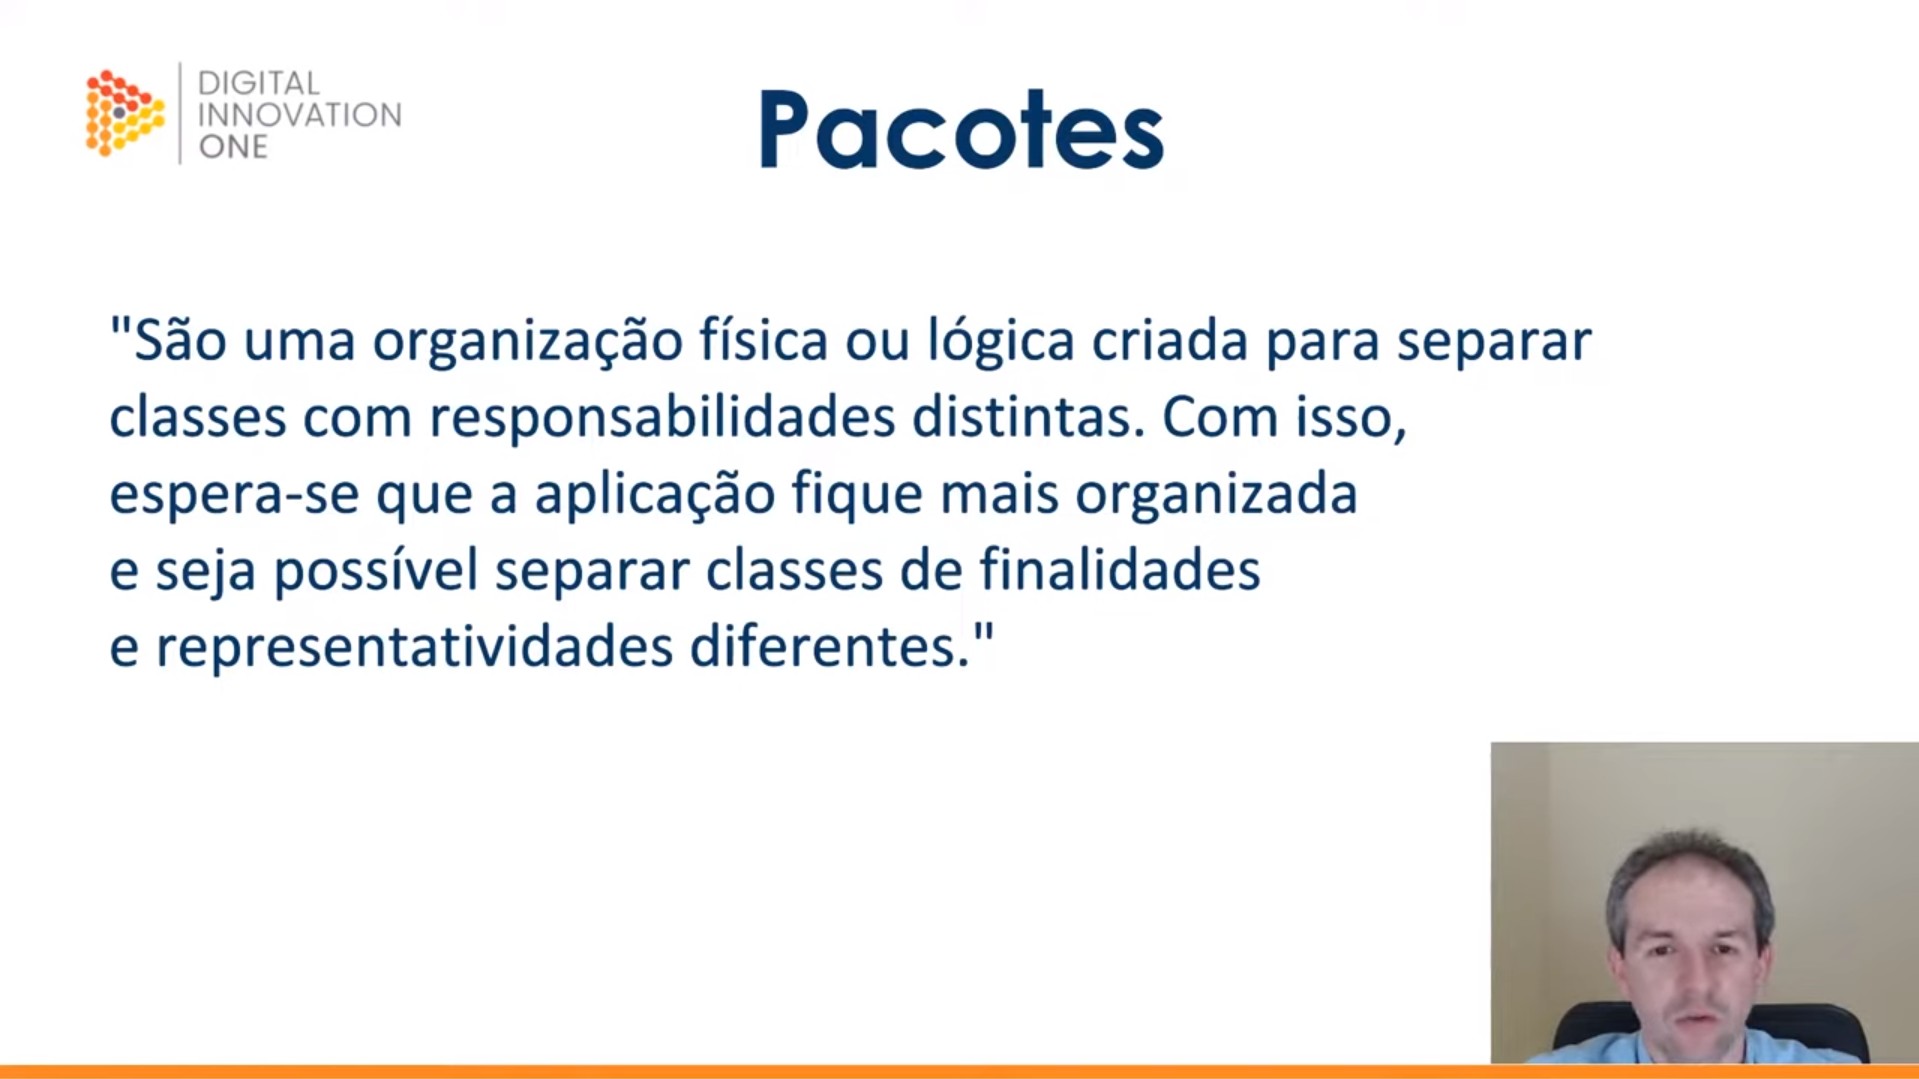 DIGITAL
INNOVATION
ONE
Pacotes
"São uma organização física ou lógica criada para separar
classes com responsabilidades distintas. Com isso,
espera-se que a aplicação fique mais organizada
e seja possível separar classes de finalidades
e representatividades diferentes."